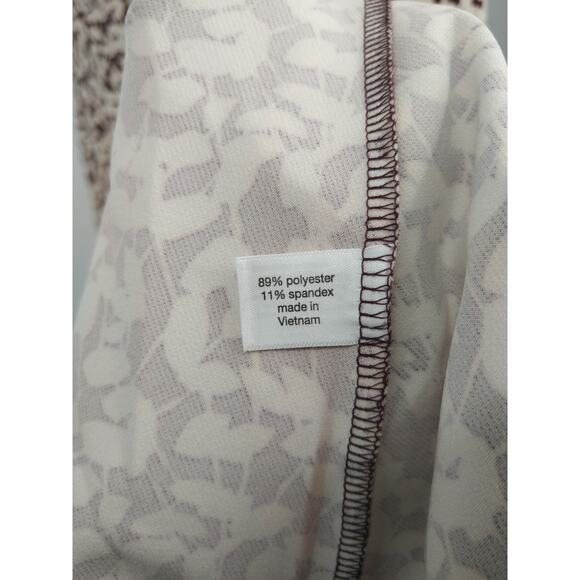 89% polyester
11% spandex
made in
Vietnam